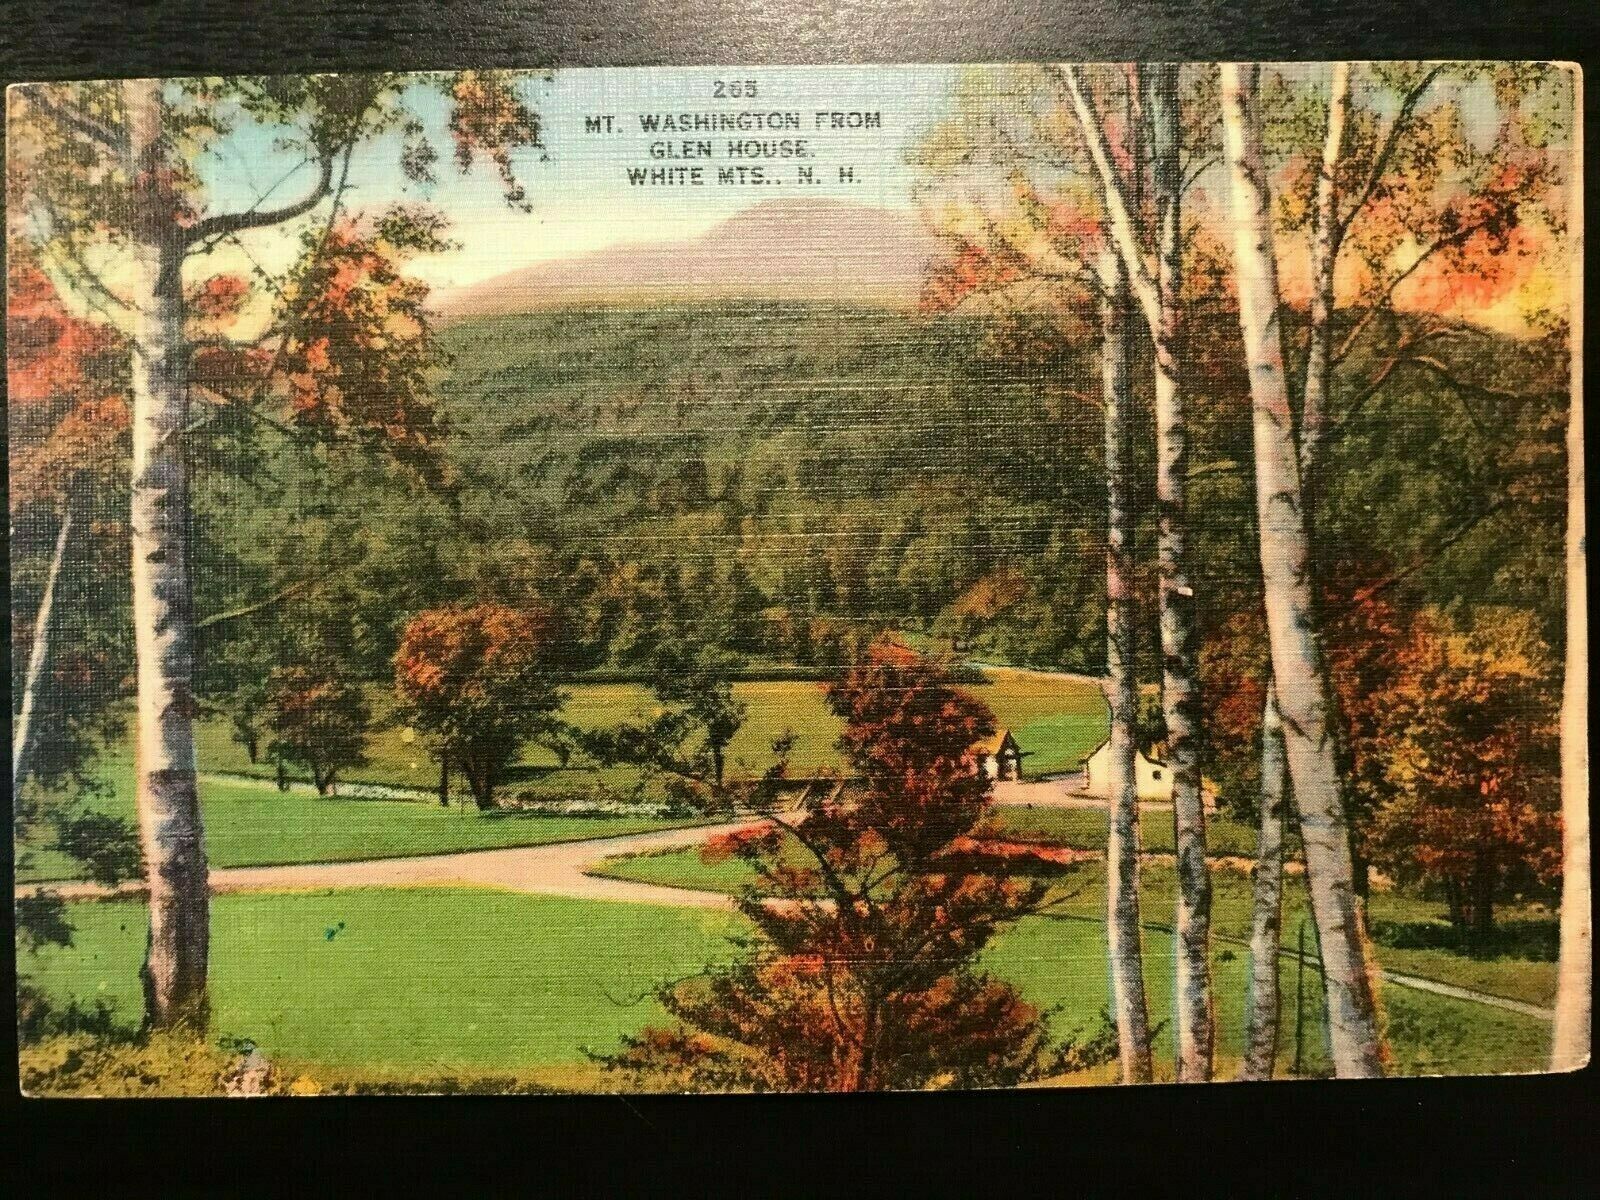 265
MT. WASHINGTON FROM
GLEN HOUSE.
WHITE MTS., N. H.